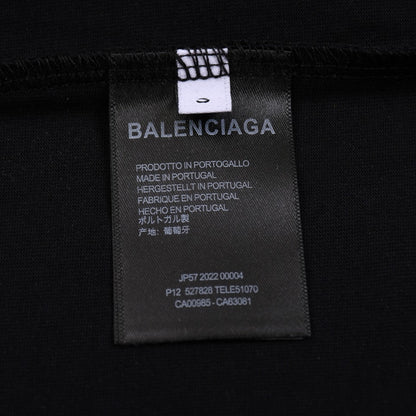 BALENCIAGA
PRODOTTO IN PORTOGALLO
MADE IN PORTUGAL
HERGESTELLT IN PORTUGAL
FABRIQUE EN PORTUGAL
HECHO EN PORTUGAL
ポルトガル製
产地: 葡萄牙
JP57 2022 00004
P12 527828 TELE51070
CA00985 - CA63081